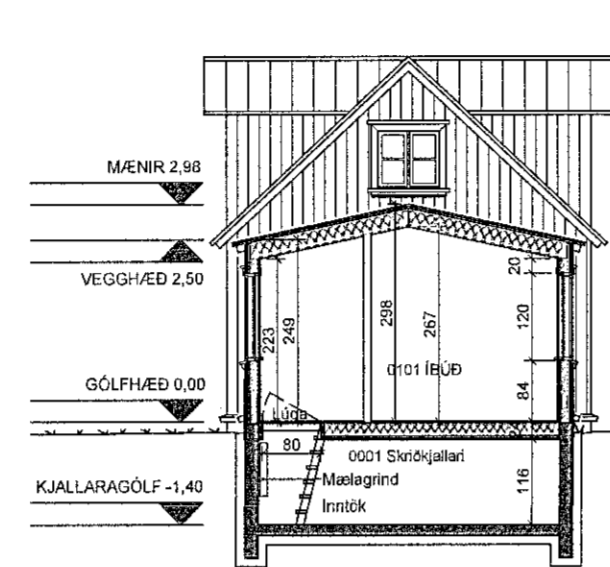 MÆNIR 2,98
VEGGHÆÐ 2,50
20
120
298
267
223
249
0101 ÍBÚÐ
84
GÓLFHÆÐ 0,00
Lúga
80
0001 Skriðkjallari
Mælagrind
116
KJALLARAGÓLF -1,40
Inntök